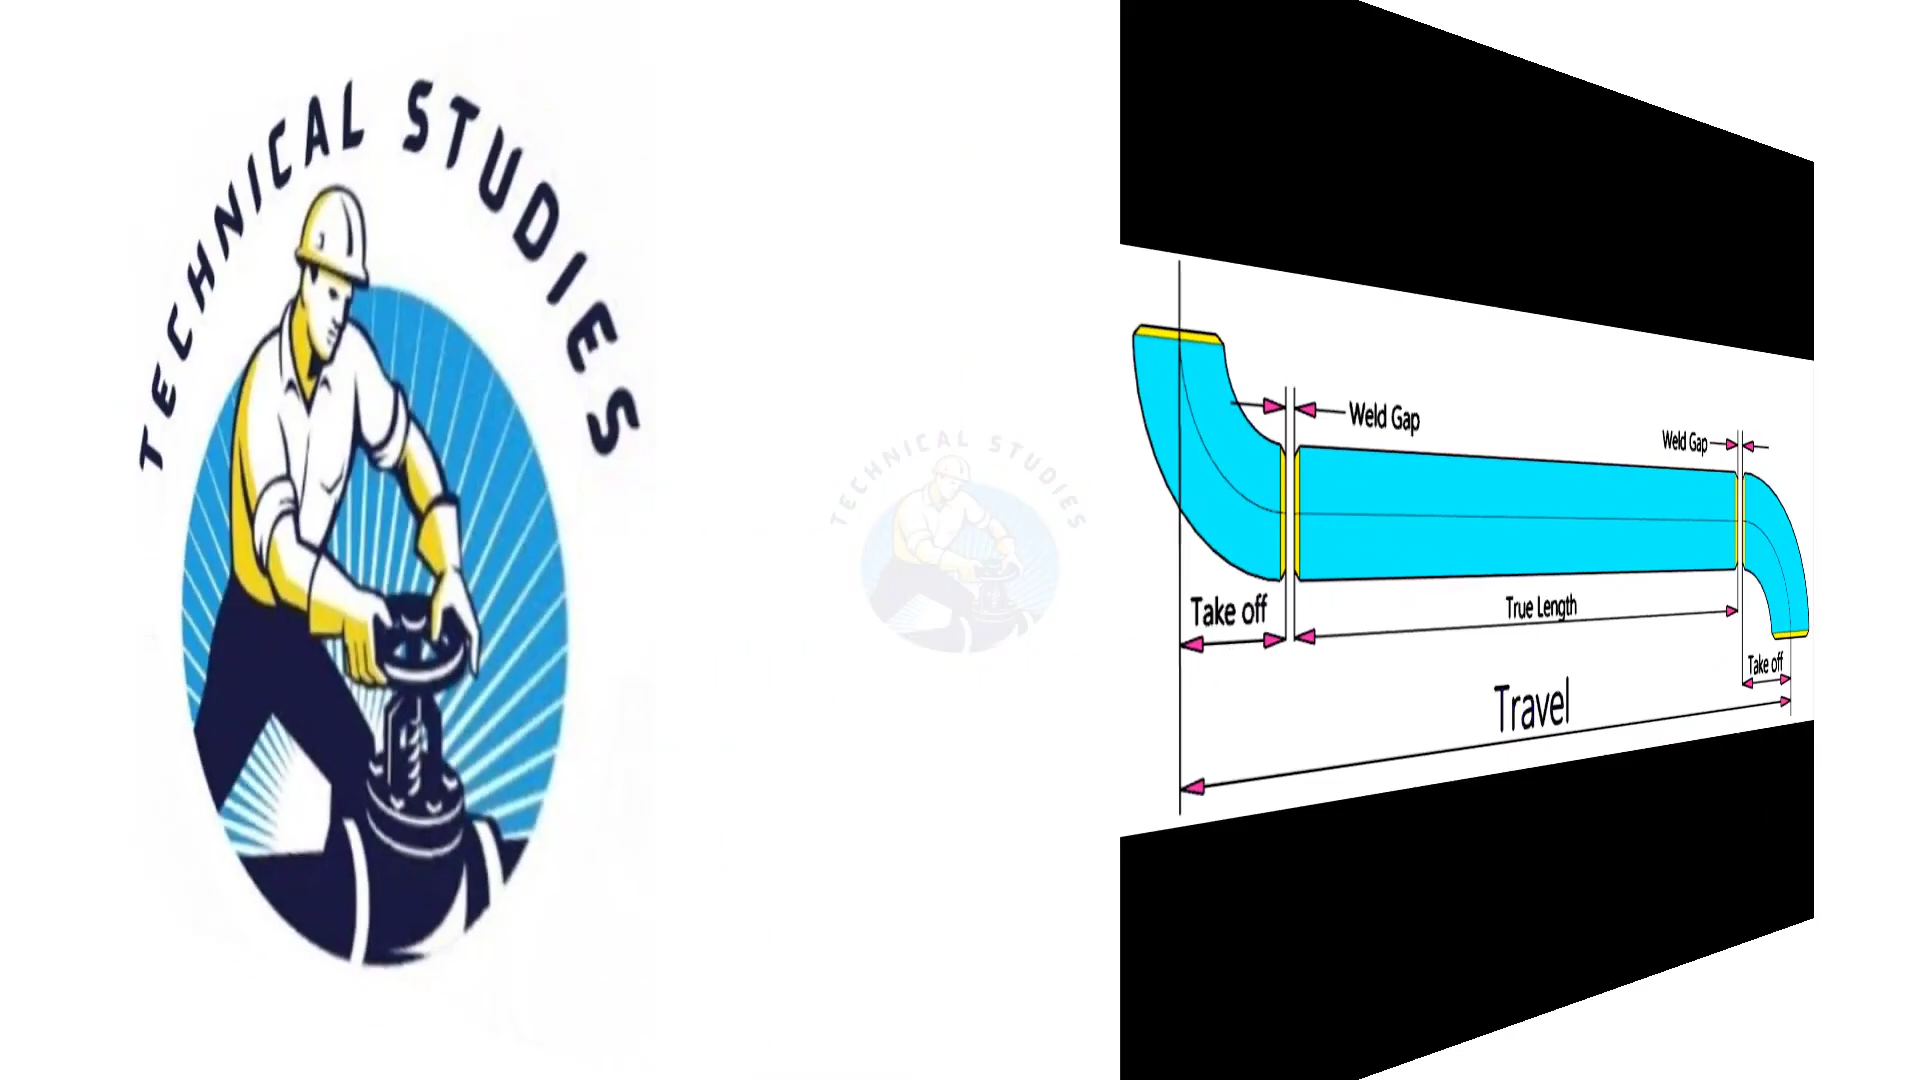 TECHNICAL STUDIES
TECHNICAL STUDIES
Weld Gap
Weld Gap
Take off
True Length
Take off
Travel